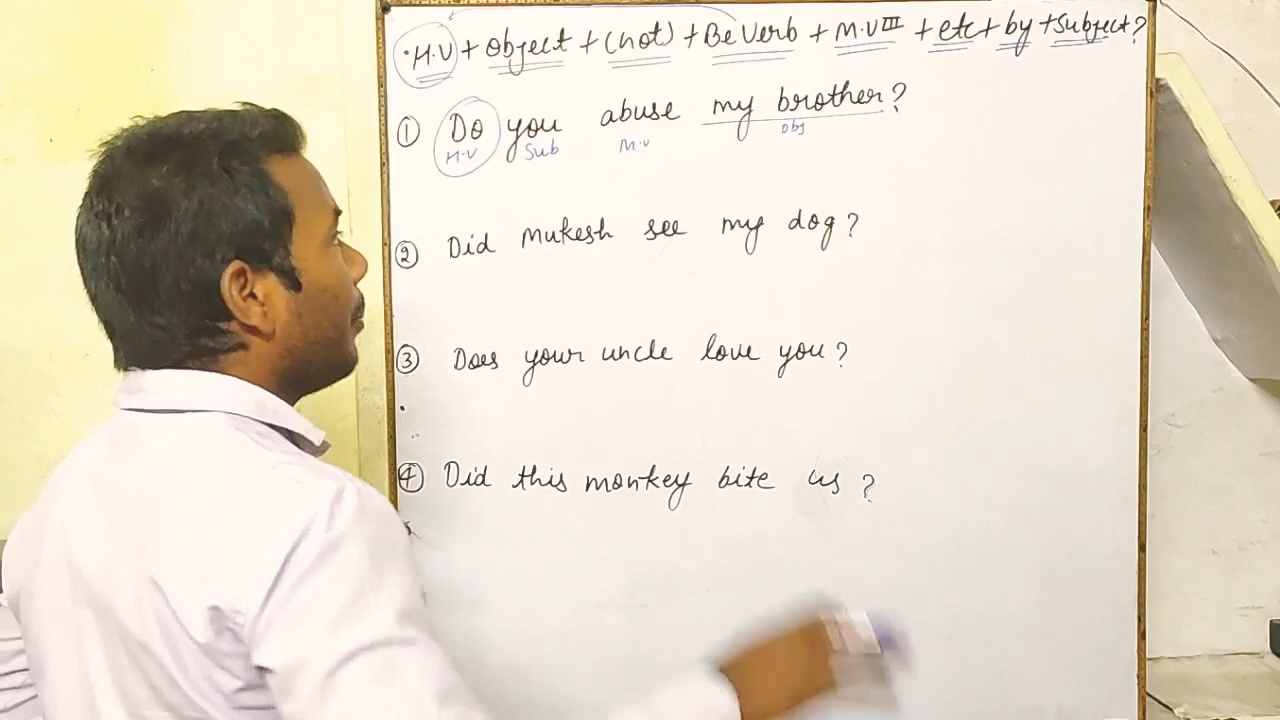 • H.V + object + (not) + Be Verb + M.V III + etc + by + Subject?
① Do you abuse my brother?
H.V Sub M.V obj
② Did Mukesh see my dog?
③ Does your uncle love you?
④ Did this monkey bite us?